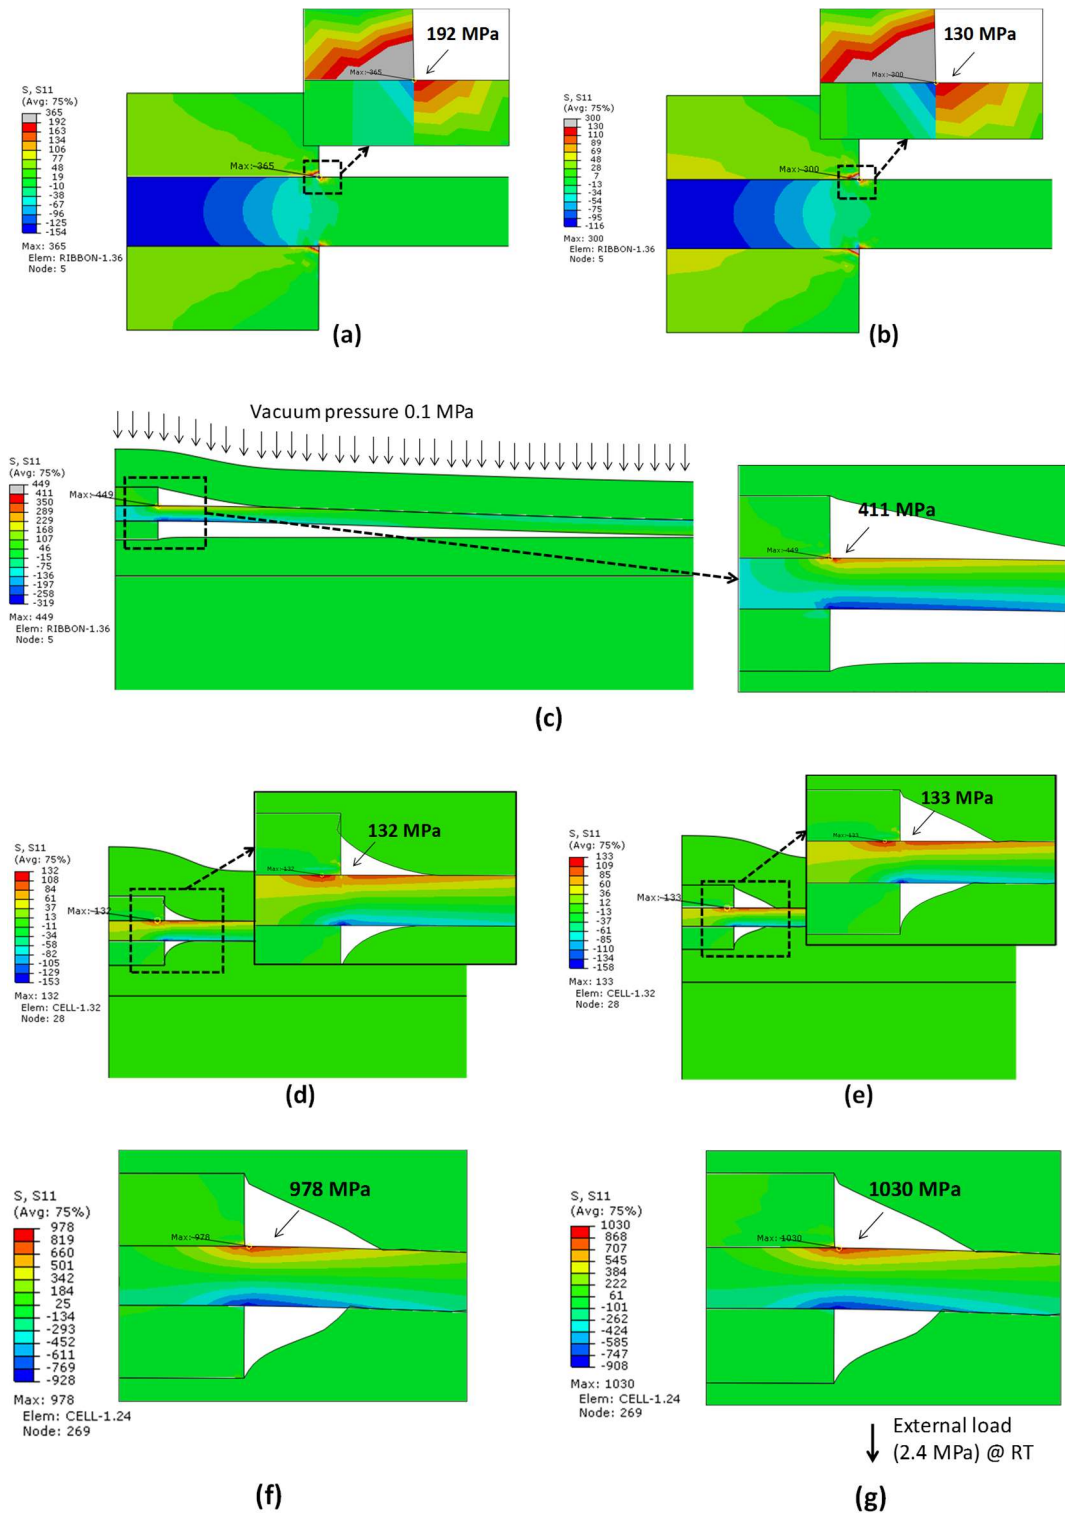 192 MPa
Max: 365
S, S11
(Avg: 75%)
365
192
163
134
106
77
48
19
-10
-38
-67
-96
-125
-154
Max: 365
Elem: RIBBON-1.36
Node: 5
Max: 365
(a)
130 MPa
Max: 300
S, S11
(Avg: 75%)
300
130
110
89
69
48
28
7
-13
-34
-54
-75
-95
-116
Max: 300
Elem: RIBBON-1.36
Node: 5
Max: 300
(b)
Vacuum pressure 0.1 MPa
S, S11
(Avg: 75%)
449
411
350
289
229
168
107
46
-15
-75
-136
-197
-258
-319
Max: 449
Elem: RIBBON-1.36
Node: 5
Max: 449
411 MPa
Max: 449
(c)
132 MPa
Max: 132
S, S11
(Avg: 75%)
132
108
84
61
37
13
-11
-34
-58
-82
-105
-129
-153
Max: 132
Elem: CELL-1.32
Node: 28
Max: 132
(d)
133 MPa
Max: 133
S, S11
(Avg: 75%)
133
109
85
60
36
12
-13
-37
-61
-85
-110
-134
-158
Max: 133
Elem: CELL-1.32
Node: 28
Max: 133
(e)
978 MPa
Max: 978
S, S11
(Avg: 75%)
978
819
660
501
342
184
25
-134
-293
-452
-611
-769
-928
Max: 978
Elem: CELL-1.24
Node: 269
(f)
1030 MPa
Max: 1030
S, S11
(Avg: 75%)
1030
868
707
545
384
222
61
-101
-262
-424
-585
-747
-908
Max: 1030
Elem: CELL-1.24
Node: 269
External load
(2.4 MPa) @ RT
(g)